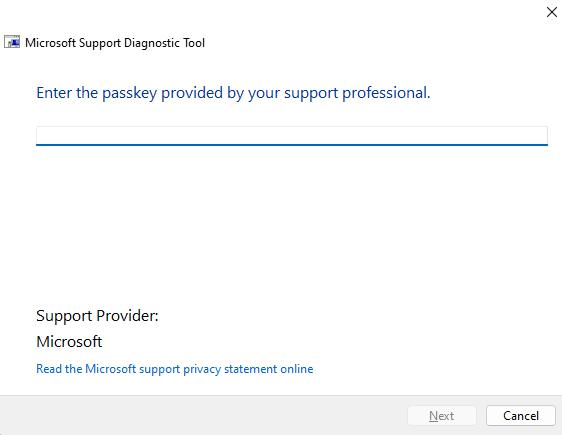 Microsoft Support Diagnostic Tool
Enter the passkey provided by your support professional.
Support Provider:
Microsoft
Read the Microsoft support privacy statement online
Next
Cancel